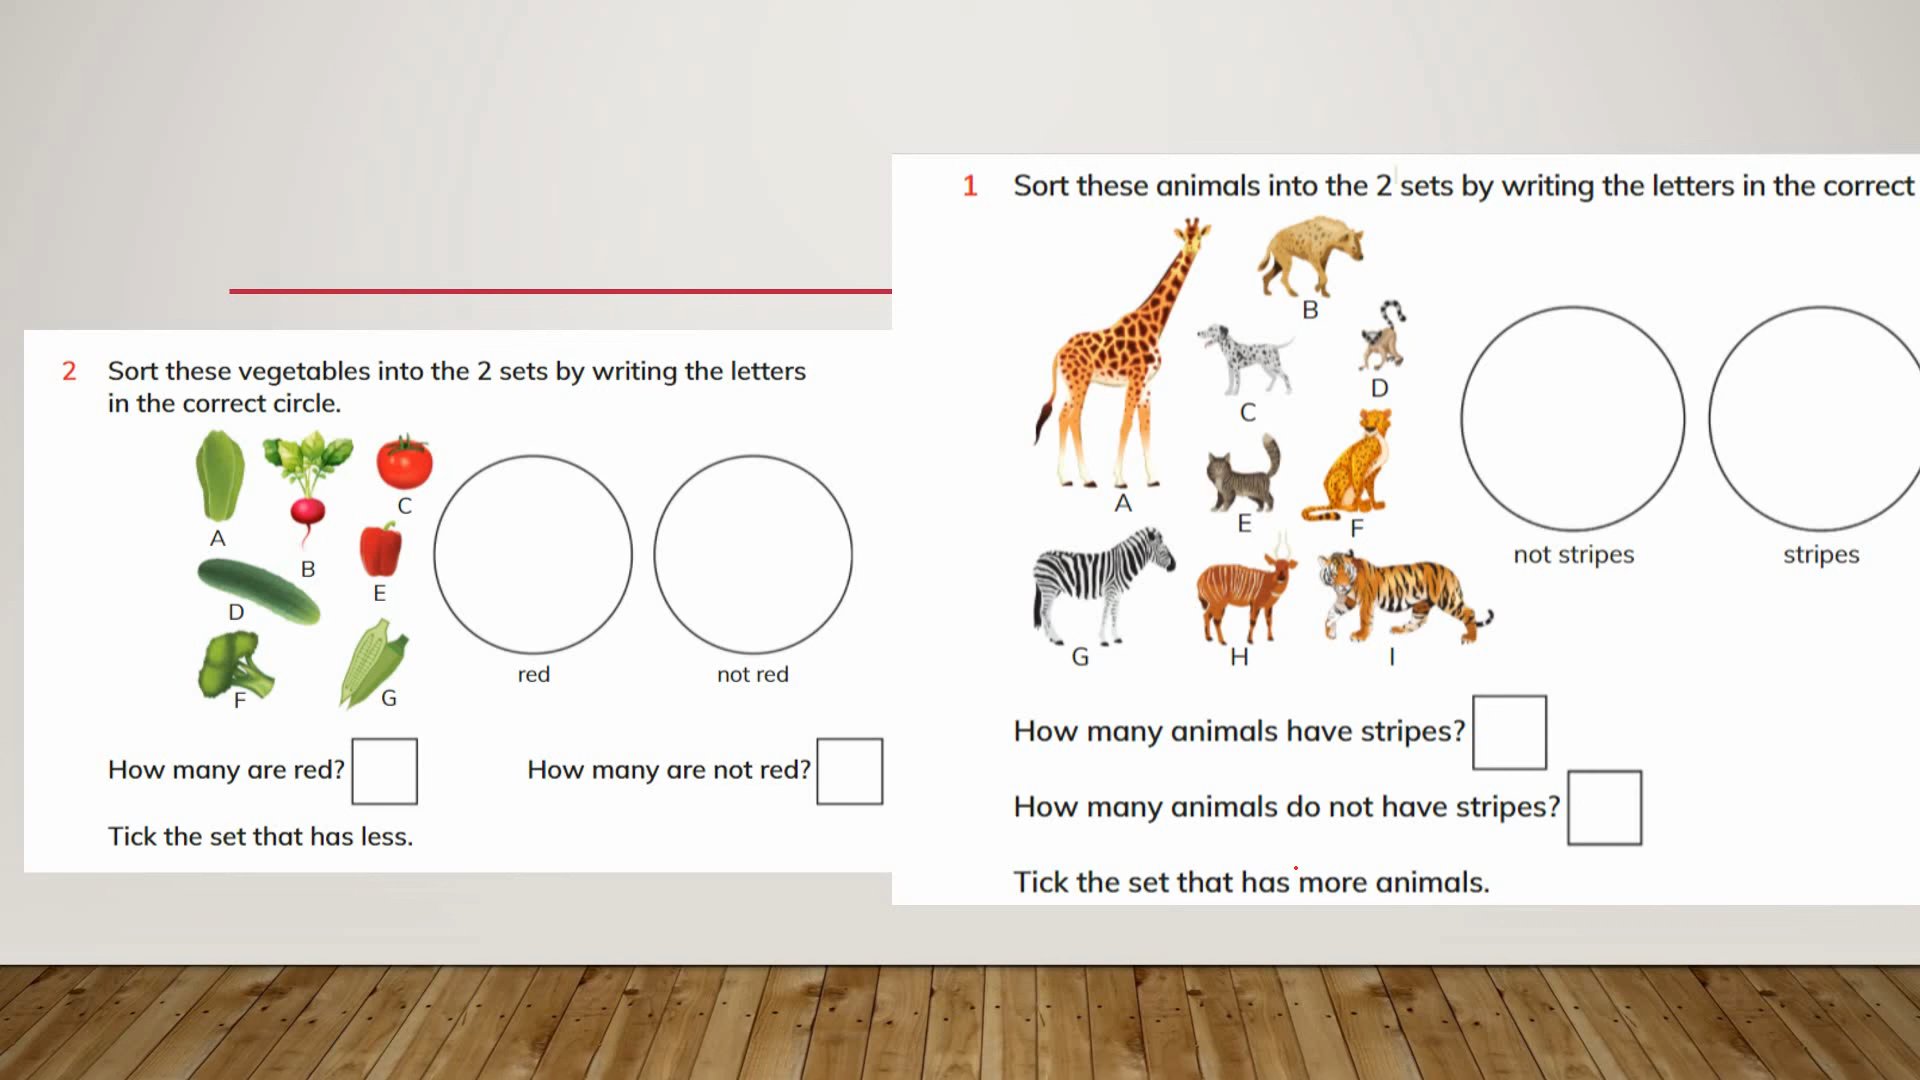 1 Sort these animals into the 2 sets by writing the letters in the correct
B
D
C
A
E
F
not stripes
stripes
G
H
I
How many animals have stripes?
How many animals do not have stripes?
Tick the set that has more animals.
2 Sort these vegetables into the 2 sets by writing the letters
in the correct circle.
C
A
B
E
D
F
G
red
not red
How many are red?
How many are not red?
Tick the set that has less.